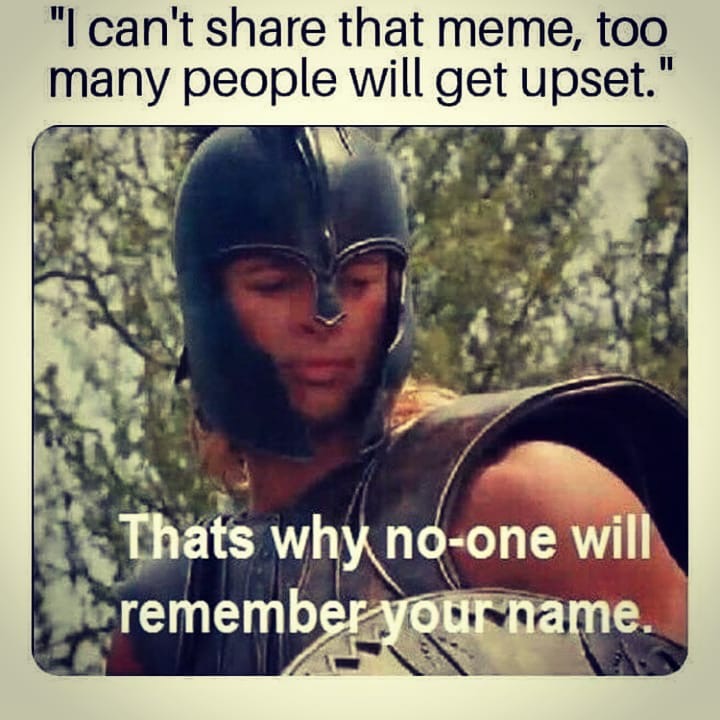 "I can't share that meme, too
many people will get upset."
Thats why no-one will
remember your name.